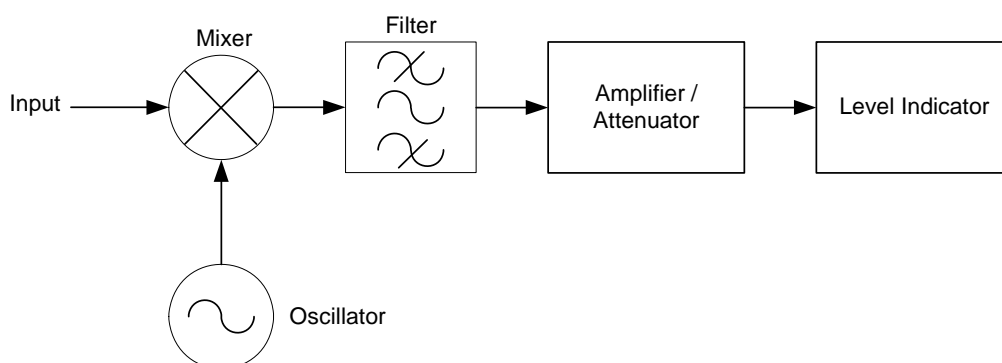 Mixer
Filter
Input
Amplifier /
Attenuator
Level Indicator
Oscillator